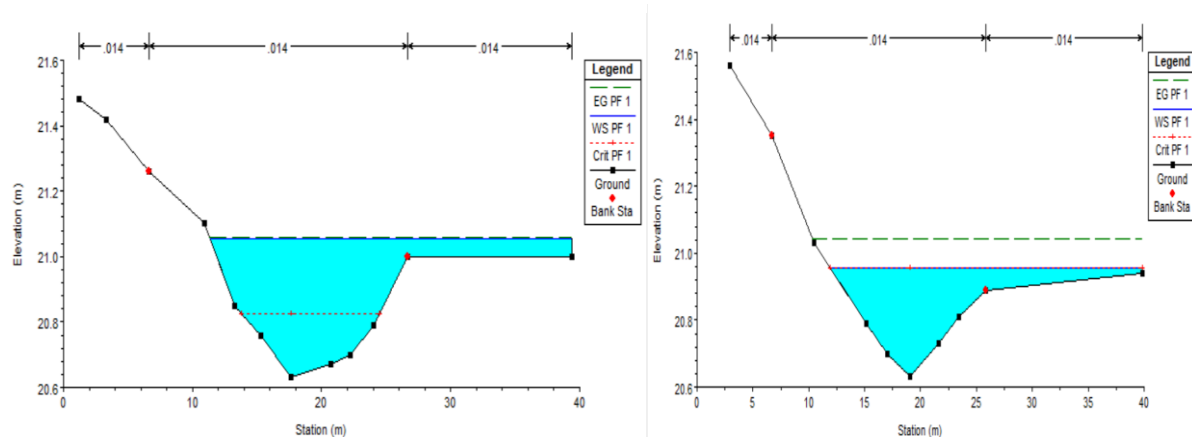 .014 .014 .014
21.6
21.4
21.2
21.0
20.8
20.6
0 10 20 30 40
Elevation (m)
Station (m)
Legend
EG PF 1
WS PF 1
Crit PF 1
Ground
Bank Sta
.014 .014 .014
21.6
21.4
21.2
21.0
20.8
20.6
0 5 10 15 20 25 30 35 40
Elevation (m)
Station (m)
Legend
EG PF 1
WS PF 1
Crit PF 1
Ground
Bank Sta